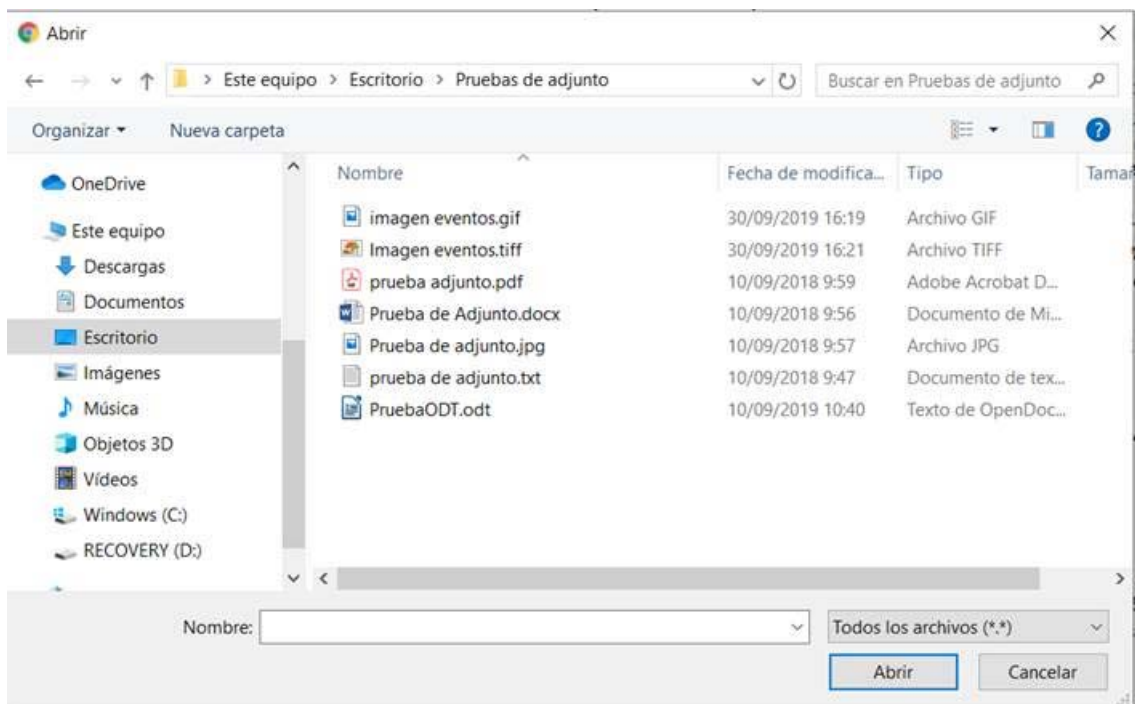 Abrir
Este equipo > Escritorio > Pruebas de adjunto
Buscar en Pruebas de adjunto
Organizar
Nueva carpeta
OneDrive
Este equipo
Descargas
Documentos
Escritorio
Imágenes
Música
Objetos 3D
Vídeos
Windows (C:)
RECOVERY (D:)
Nombre Fecha de modifica... Tipo Tamañ
imagen eventos.gif 30/09/2019 16:19 Archivo GIF
Imagen eventos.tiff 30/09/2019 16:21 Archivo TIFF
prueba adjunto.pdf 10/09/2018 9:59 Adobe Acrobat D...
Prueba de Adjunto.docx 10/09/2018 9:56 Documento de Mi...
Prueba de adjunto.jpg 10/09/2018 9:57 Archivo JPG
prueba de adjunto.txt 10/09/2018 9:47 Documento de tex...
PruebaODT.odt 10/09/2019 10:40 Texto de OpenDoc...
Nombre:
Todos los archivos (*.*)
Abrir
Cancelar